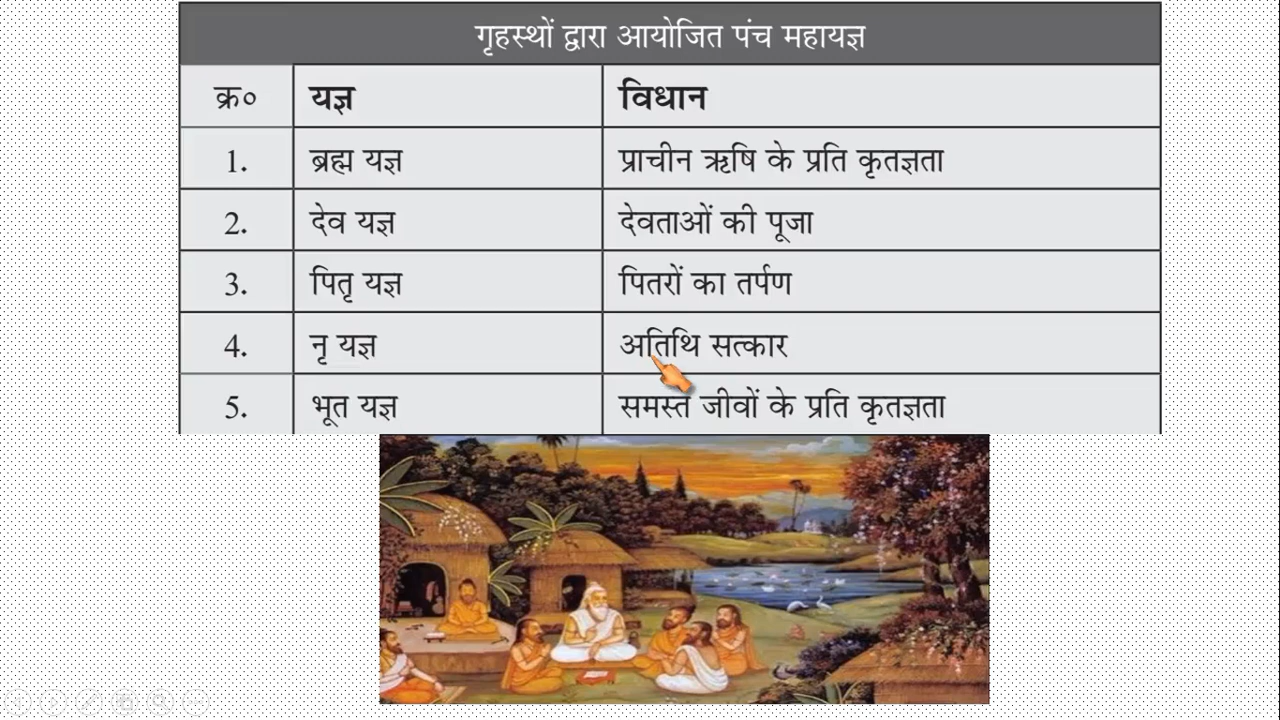 गृहस्थों द्वारा आयोजित पंच महायज्ञ
क्र० यज्ञ विधान
1. ब्रह्म यज्ञ प्राचीन ऋषि के प्रति कृतज्ञता
2. देव यज्ञ देवताओं की पूजा
3. पितृ यज्ञ पितरों का तर्पण
4. नृ यज्ञ अतिथि सत्कार
5. भूत यज्ञ समस्त जीवों के प्रति कृतज्ञता